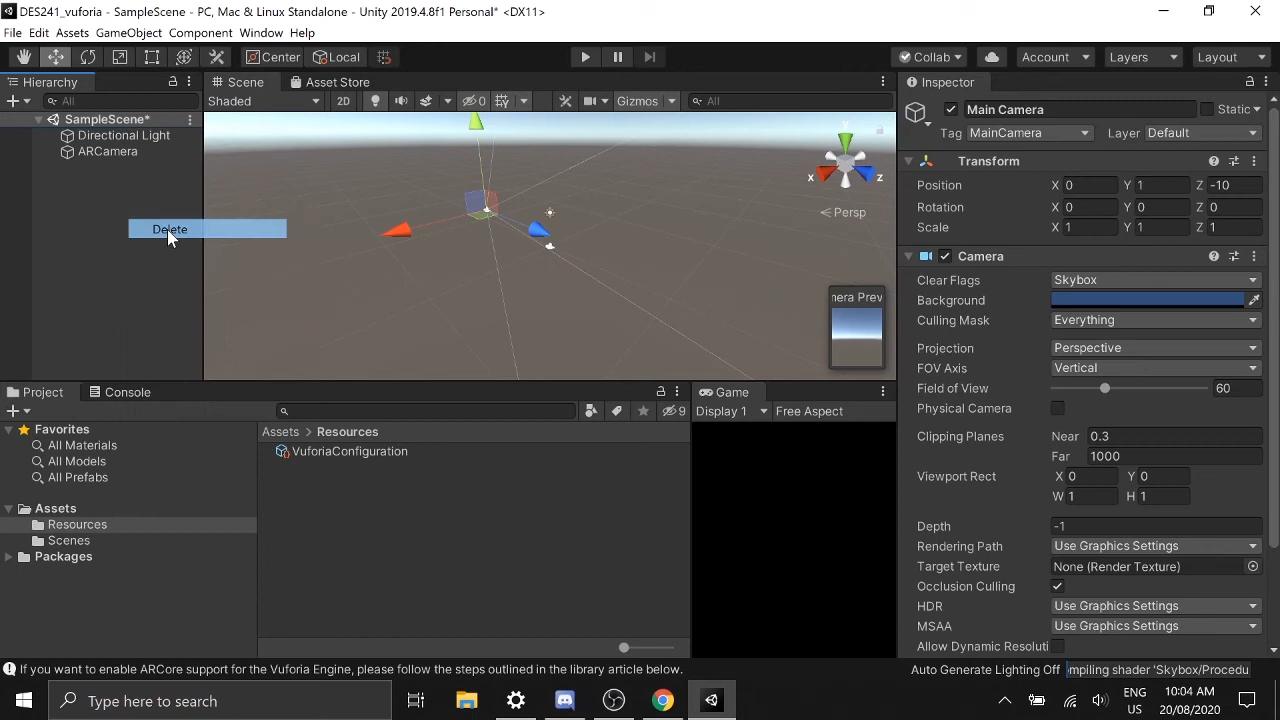 DES241_vuforia - SampleScene - PC, Mac & Linux Standalone - Unity 2019.4.8f1 Personal* <DX11>
File Edit Assets GameObject Component Window Help
Center Local Collab Account Layers Layout
Hierarchy Scene Asset Store Inspector
All Shaded 2D 0 Gizmos All Main Camera Static
SampleScene*
Tag MainCamera Layer Default
Directional Light
ARCamera
Delete
Persp
X Z
Camera Prev
Transform
Position X 0 Y 1 Z -10
Rotation X 0 Y 0 Z 0
Scale X 1 Y 1 Z 1
Camera
Clear Flags Skybox
Background
Culling Mask Everything
Projection Perspective
FOV Axis Vertical
Field of View 60
Physical Camera
Clipping Planes Near 0.3
Far 1000
Viewport Rect X 0 Y 0
W 1 H 1
Depth -1
Rendering Path Use Graphics Settings
Target Texture None (Render Texture)
Occlusion Culling
HDR Use Graphics Settings
MSAA Use Graphics Settings
Allow Dynamic Resoluti
Project Console Game
9 Display 1 Free Aspect
Favorites
All Materials
All Models
All Prefabs
Assets
Resources
Scenes
Packages
Assets > Resources
VuforiaConfiguration
If you want to enable ARCore support for the Vuforia Engine, please follow the steps outlined in the library article below.
Auto Generate Lighting Off mpiling shader 'Skybox/Procedu
Type here to search
ENG
US
10:04 AM
20/08/2020